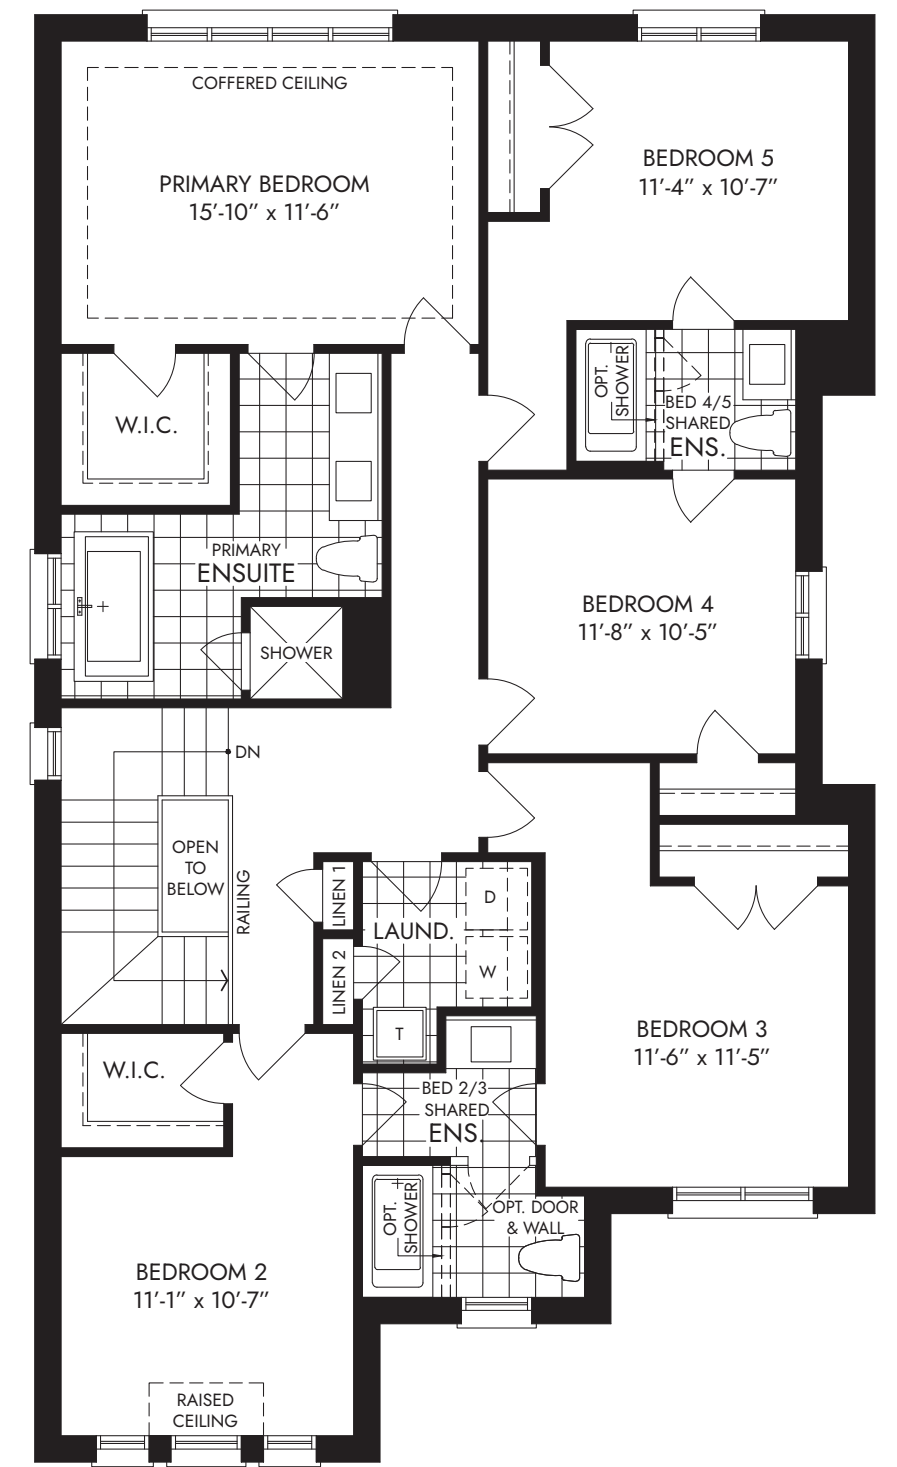 COFFERED CEILING
PRIMARY BEDROOM
15'-10” x 11'-6”
BEDROOM 5
11'-4” x 10'-7”
W.I.C.
OPT.
SHOWER
BED 4/5
SHARED
ENS.
PRIMARY
ENSUITE
SHOWER
BEDROOM 4
11'-8” x 10'-5”
DN
OPEN
TO
BELOW
RAILING
LINEN 1
LINEN 2
LAUND.
D
W
T
W.I.C.
BEDROOM 3
11'-6” x 11'-5”
BED 2/3
SHARED
ENS.
OPT.
SHOWER
OPT. DOOR
& WALL
BEDROOM 2
11'-1” x 10'-7”
RAISED
CEILING